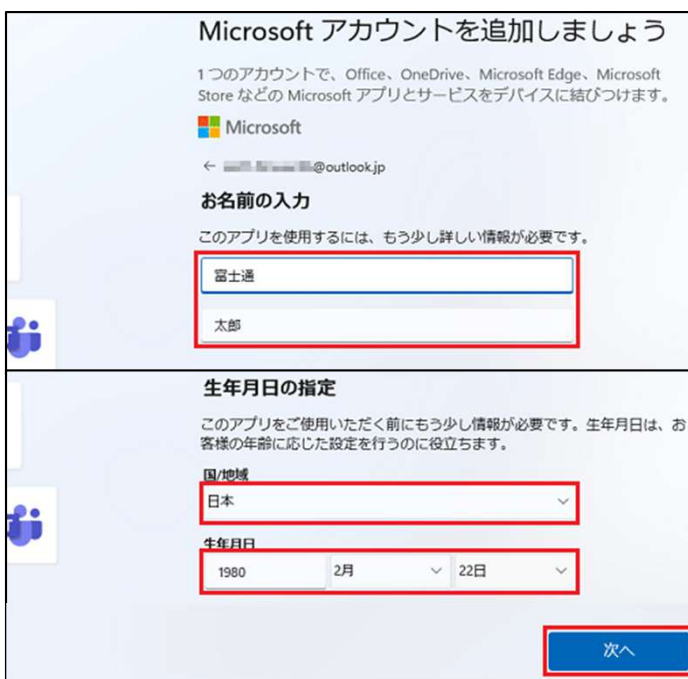 Microsoft アカウントを追加しましょう
1 つのアカウントで、Office、OneDrive、Microsoft Edge、Microsoft
Store などの Microsoft アプリとサービスをデバイスに結びつけます。
Microsoft
← @outlook.jp
お名前の入力
このアプリを使用するには、もう少し詳しい情報が必要です。
富士通
太郎
生年月日の指定
このアプリをご使用いただく前にもう少し情報が必要です。生年月日は、お
客様の年齢に応じた設定を行うのに役立ちます。
国/地域
日本
生年月日
1980 2月 22日
次へ